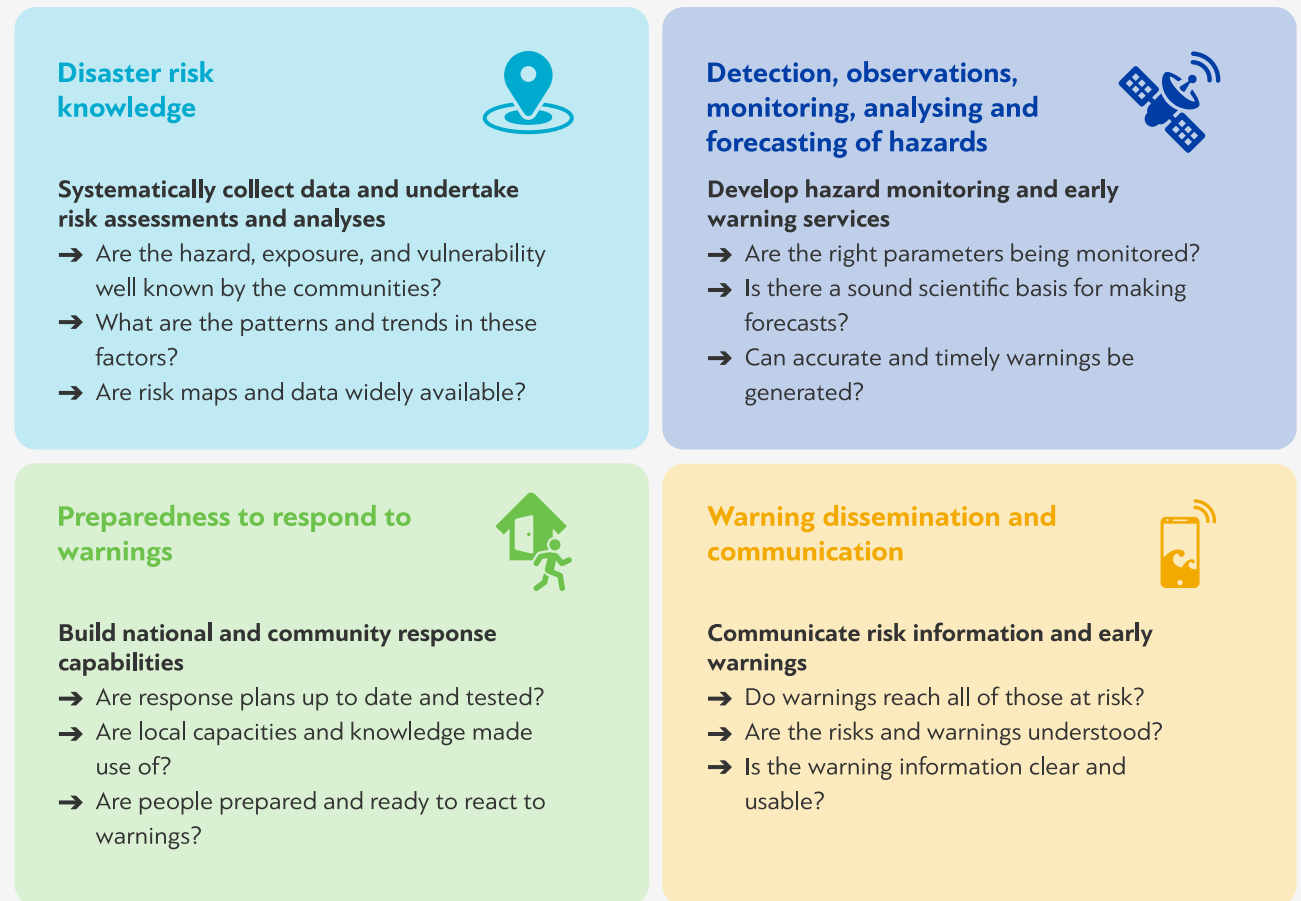 Disaster risk
knowledge
Systematically collect data and undertake
risk assessments and analyses
➔ Are the hazard, exposure, and vulnerability
well known by the communities?
➔ What are the patterns and trends in these
factors?
➔ Are risk maps and data widely available?
Detection, observations,
monitoring, analysing and
forecasting of hazards
Develop hazard monitoring and early
warning services
➔ Are the right parameters being monitored?
➔ Is there a sound scientific basis for making
forecasts?
➔ Can accurate and timely warnings be
generated?
Preparedness to respond to
warnings
Build national and community response
capabilities
➔ Are response plans up to date and tested?
➔ Are local capacities and knowledge made
use of?
➔ Are people prepared and ready to react to
warnings?
Warning dissemination and
communication
Communicate risk information and early
warnings
➔ Do warnings reach all of those at risk?
➔ Are the risks and warnings understood?
➔ Is the warning information clear and
usable?